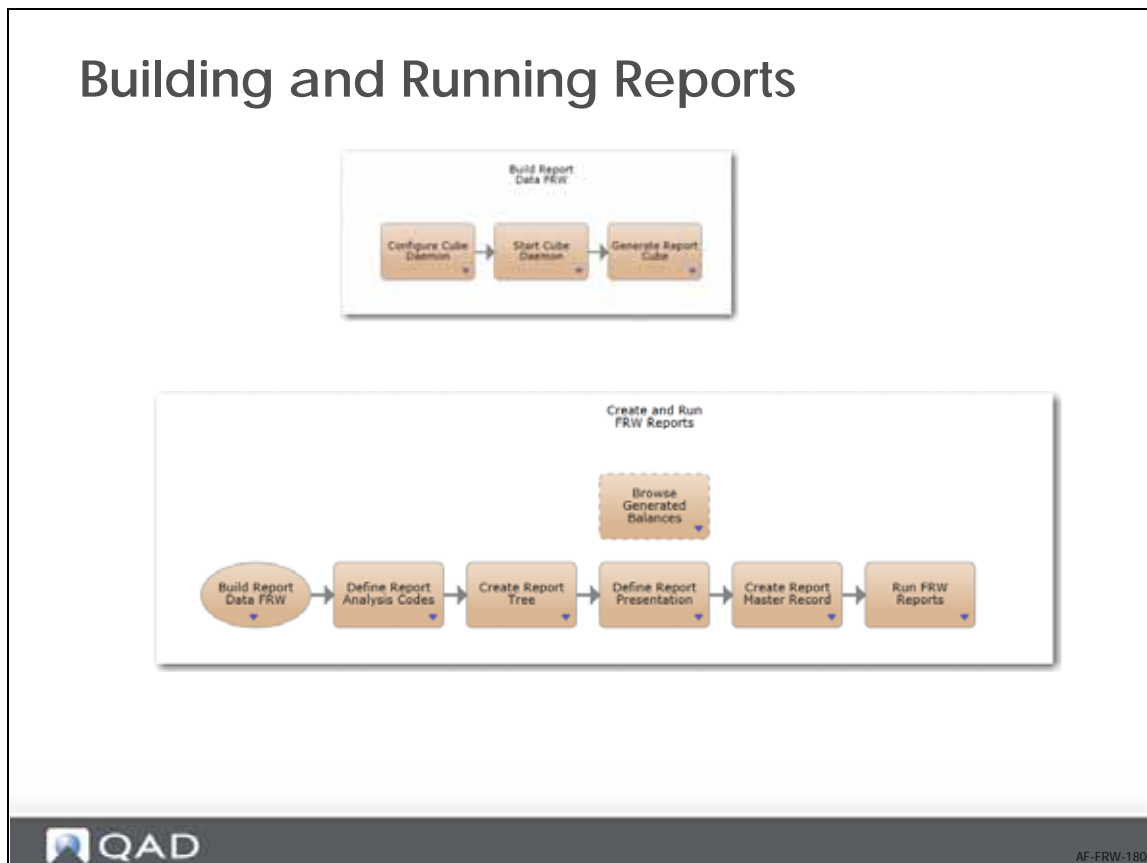 Building and Running Reports
Build Report
Data FRW
Configure Cube
Daemon
Start Cube
Daemon
Generate Report
Cube
Create and Run
FRW Reports
Browse
Generated
Balances
Build Report
Data FRW
Define Report
Analysis Codes
Create Report
Tree
Define Report
Presentation
Create Report
Master Record
Run FRW
Reports
QAD
AF-FRW-180